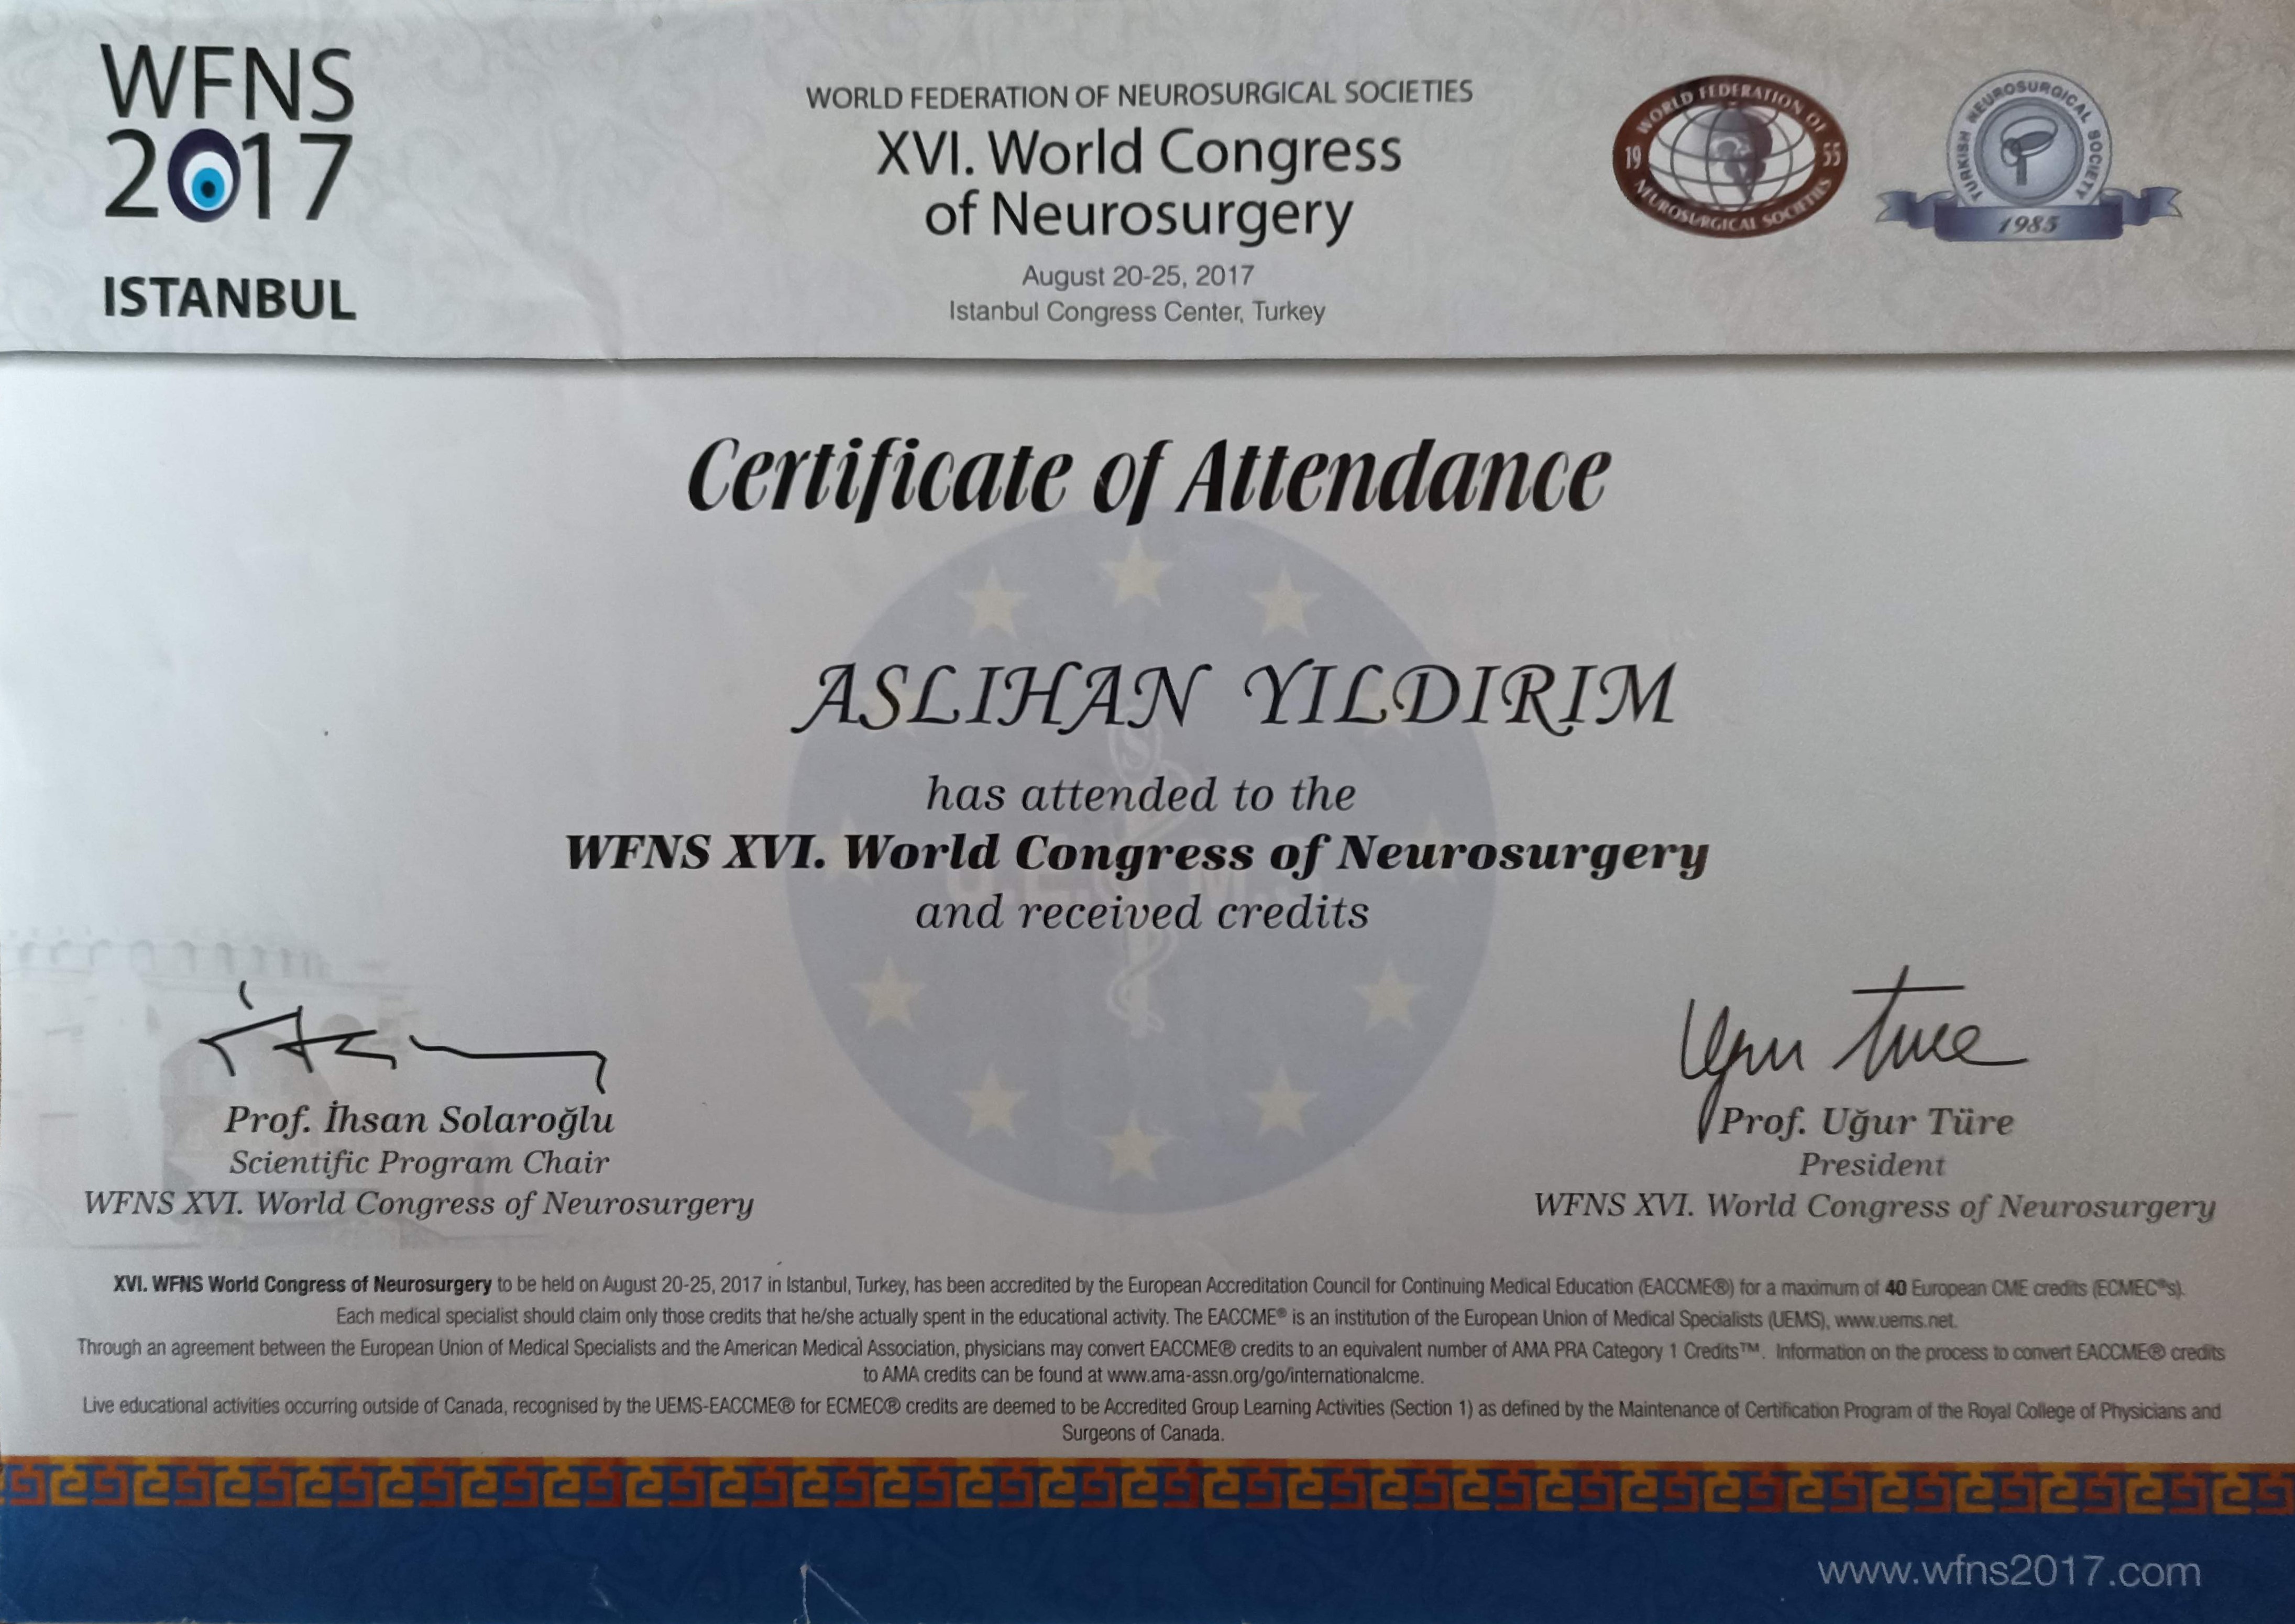 WFNS
2017
ISTANBUL
WORLD FEDERATION OF NEUROSURGICAL SOCIETIES
XVI. World Congress
of Neurosurgery
August 20-25, 2017
Istanbul Congress Center, Turkey
WORLD FEDERATION OF
19 55
NEUROSURGICAL SOCIETIES
TURKISH NEUROSURGICAL SOCIETY
1985
Certificate of Attendance
ASLIHAN YILDIRIM
has attended to the
WFNS XVI. World Congress of Neurosurgery
and received credits
Prof. İhsan Solaroğlu
Scientific Program Chair
WFNS XVI. World Congress of Neurosurgery
Prof. Uğur Türe
President
WFNS XVI. World Congress of Neurosurgery
XVI. WFNS World Congress of Neurosurgery to be held on August 20-25, 2017 in Istanbul, Turkey, has been accredited by the European Accreditation Council for Continuing Medical Education (EACCME®) for a maximum of 40 European CME credits (ECMEC®s).
Each medical specialist should claim only those credits that he/she actually spent in the educational activity. The EACCME® is an institution of the European Union of Medical Specialists (UEMS), www.uems.net.
Through an agreement between the European Union of Medical Specialists and the American Medical Association, physicians may convert EACCME® credits to an equivalent number of AMA PRA Category 1 Credits™. Information on the process to convert EACCME® credits
to AMA credits can be found at www.ama-assn.org/go/internationalcme.
Live educational activities occurring outside of Canada, recognised by the UEMS-EACCME® for ECMEC® credits are deemed to be Accredited Group Learning Activities (Section 1) as defined by the Maintenance of Certification Program of the Royal College of Physicians and
Surgeons of Canada.
www.wfns2017.com